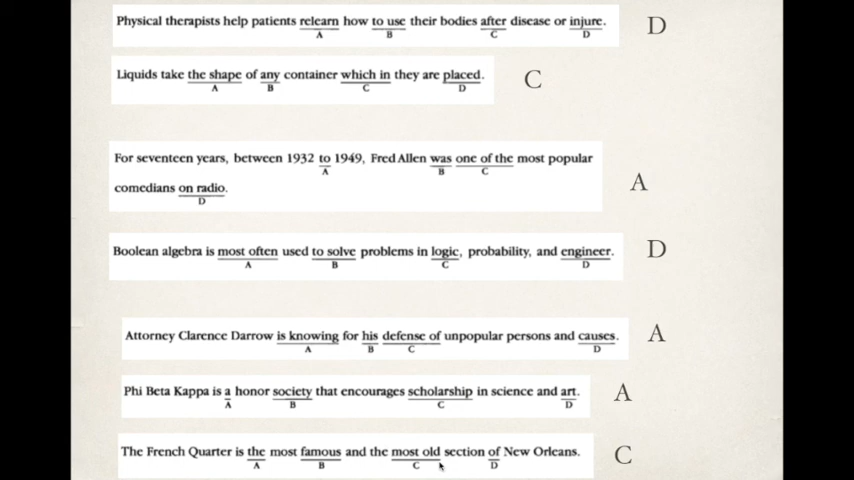 Physical therapists help patients relearn how to use their bodies after disease or injure. D
A B C D
Liquids take the shape of any container which in they are placed. C
A B C D
For seventeen years, between 1932 to 1949, Fred Allen was one of the most popular
A B C
comedians on radio. A
D
Boolean algebra is most often used to solve problems in logic, probability, and engineer. D
A B C D
Attorney Clarence Darrow is knowing for his defense of unpopular persons and causes. A
A B C D
Phi Beta Kappa is a honor society that encourages scholarship in science and art. A
A B C D
The French Quarter is the most famous and the most old section of New Orleans. C
A B C D